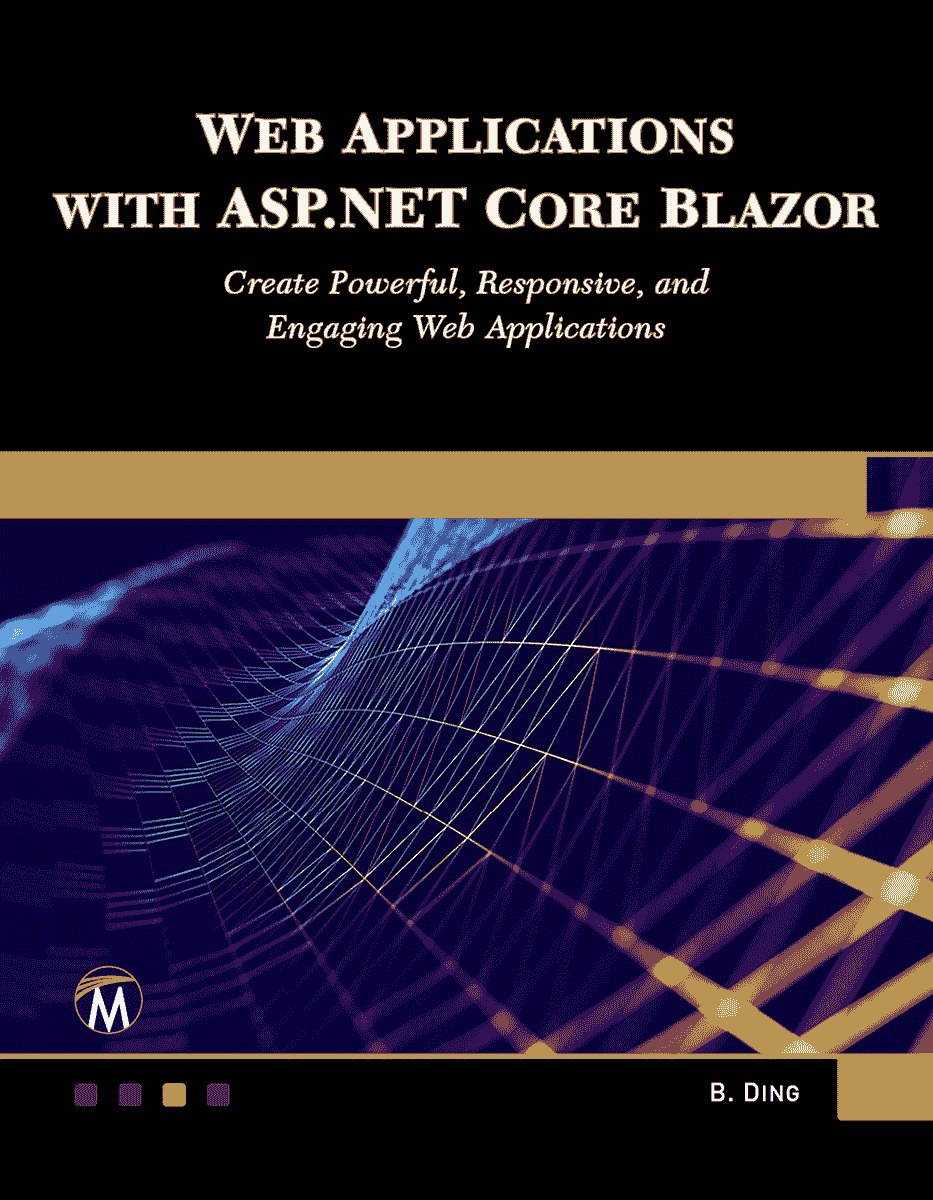 WEB APPLICATIONS
WITH ASP.NET CORE BLAZOR
Create Powerful, Responsive, and
Engaging Web Applications
M
B. DING